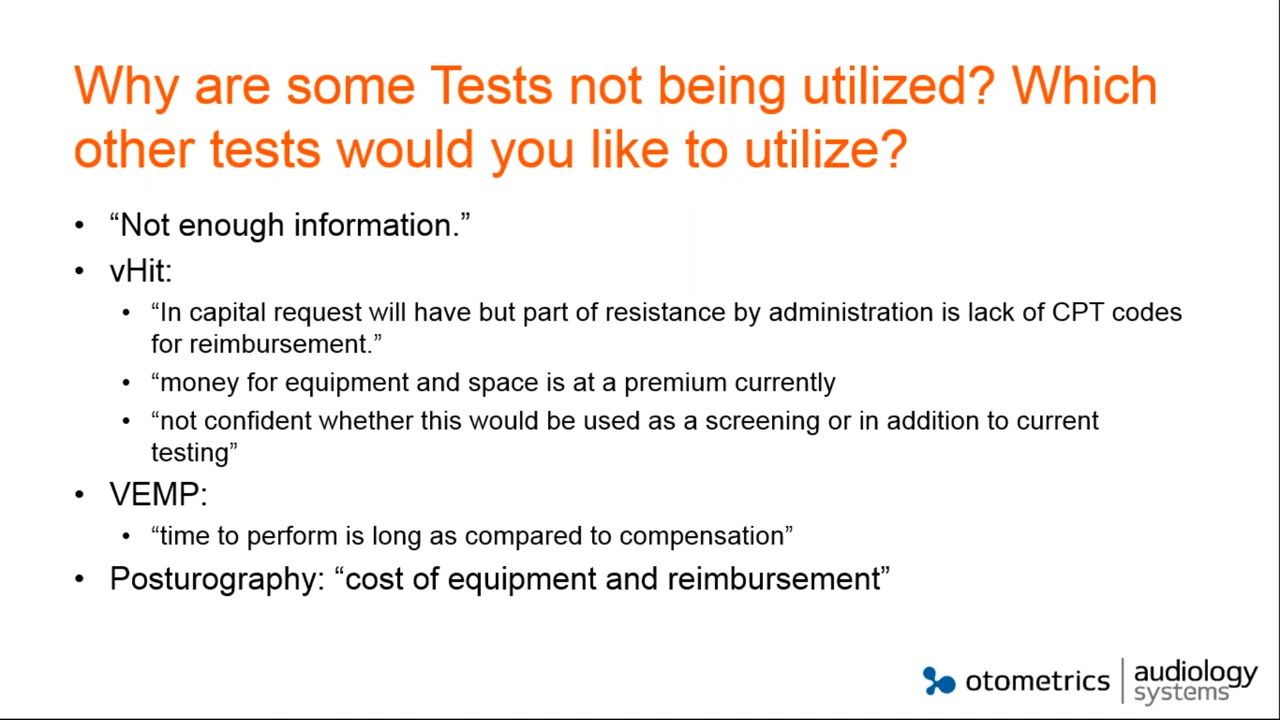 Why are some Tests not being utilized? Which
other tests would you like to utilize?
• “Not enough information.”
• vHit:
• “In capital request will have but part of resistance by administration is lack of CPT codes
for reimbursement.”
• “money for equipment and space is at a premium currently
• “not confident whether this would be used as a screening or in addition to current
testing”
• VEMP:
• “time to perform is long as compared to compensation”
• Posturography: “cost of equipment and reimbursement”
otometrics
audiology
systems